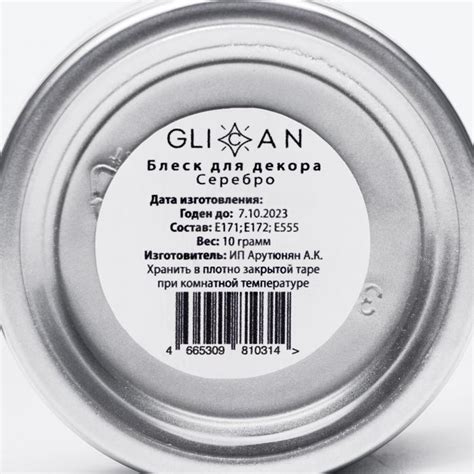 GLICAN
Блеск для декора
Серебро
Дата изготовления:
Годен до: 7.10.2023
Состав: Е171; Е172; Е555
Вес: 10 грамм
Изготовитель: ИП Арутюнян А.К.
Хранить в плотно закрытой таре
при комнатной температуре
4 665309 810314 >